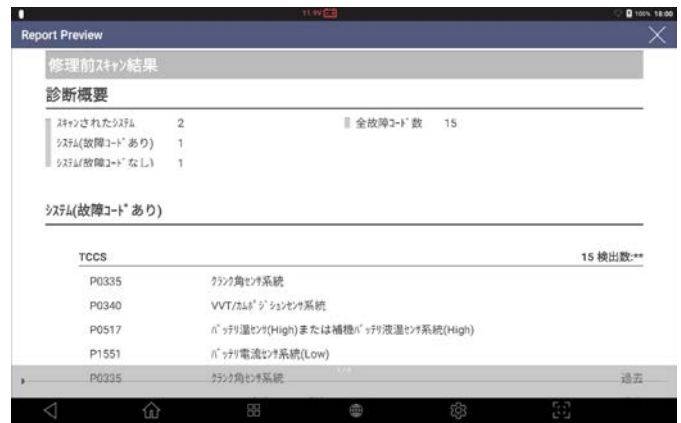 11.9V
100% 18:00
Report Preview
修理前ｽｷｬﾝ結果
診断概要
ｽｷｬﾝされたｼｽﾃﾑ 2 全故障ｺｰﾄﾞ数 15
ｼｽﾃﾑ(故障ｺｰﾄﾞあり) 1
ｼｽﾃﾑ(故障ｺｰﾄﾞなし) 1
ｼｽﾃﾑ(故障ｺｰﾄﾞあり)
TCCS 15 検出数:**
P0335 ｸﾗﾝｸ角ｾﾝｻ系統
P0340 VVT/ｶﾑﾎﾟｼﾞｼｮﾝｾﾝｻ系統
P0517 ﾊﾞｯﾃﾘ温ｾﾝｻ(High)または補機ﾊﾞｯﾃﾘ液温ｾﾝｻ系統(High)
P1551 ﾊﾞｯﾃﾘ電流ｾﾝｻ系統(Low)
P0335 ｸﾗﾝｸ角ｾﾝｻ系統 過去